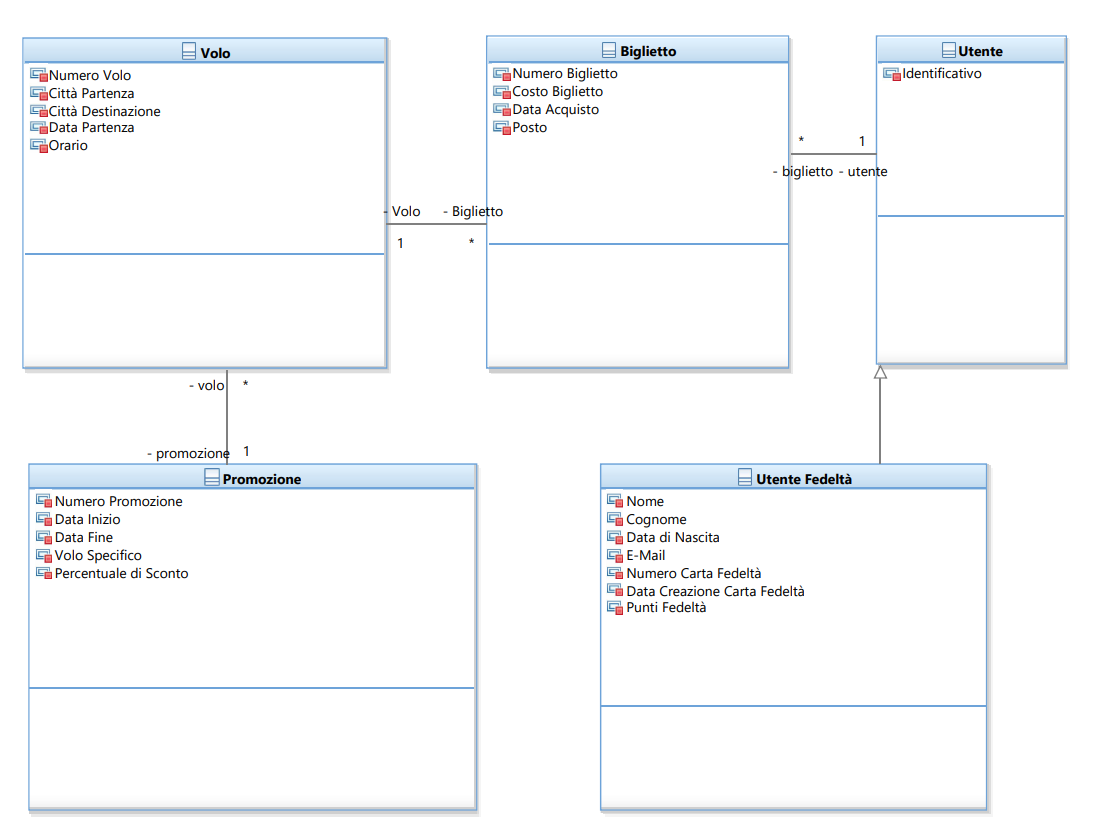 Volo
Numero Volo
Città Partenza
Città Destinazione
Data Partenza
Orario
Biglietto
Numero Biglietto
Costo Biglietto
Data Acquisto
Posto
Utente
Identificativo
* 1
- biglietto - utente
- Volo - Biglietto
1 *
- volo *
- promozione 1
Promozione
Numero Promozione
Data Inizio
Data Fine
Volo Specifico
Percentuale di Sconto
Utente Fedeltà
Nome
Cognome
Data di Nascita
E-Mail
Numero Carta Fedeltà
Data Creazione Carta Fedeltà
Punti Fedeltà